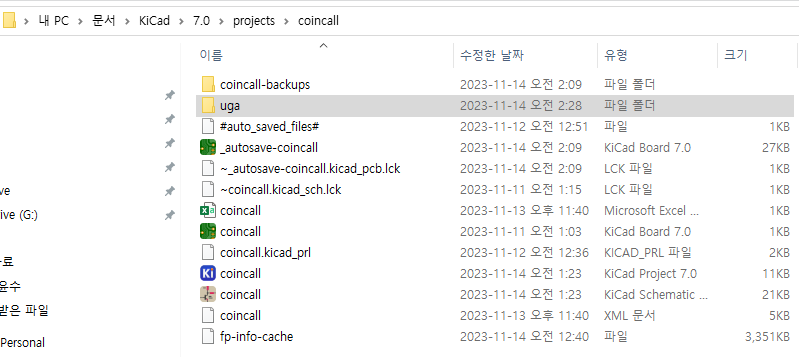 내 PC > 문서 > KiCad > 7.0 > projects > coincall
이름 수정한 날짜 유형 크기
coincall-backups 2023-11-14 오전 2:09 파일 폴더
uga 2023-11-14 오전 2:28 파일 폴더
#auto_saved_files# 2023-11-12 오전 12:51 파일 1KB
_autosave-coincall 2023-11-14 오전 2:09 KiCad Board 7.0 27KB
~_autosave-coincall.kicad_pcb.lck 2023-11-14 오전 2:09 LCK 파일 1KB
~coincall.kicad_sch.lck 2023-11-11 오전 1:15 LCK 파일 1KB
ve
coincall 2023-11-13 오후 11:40 Microsoft Excel ... 1KB
ive (G:)
coincall 2023-11-11 오전 1:03 KiCad Board 7.0 1KB
coincall.kicad_prl 2023-11-12 오전 12:36 KICAD_PRL 파일 2KB
료
coincall 2023-11-14 오전 1:23 KiCad Project 7.0 11KB
윤수
coincall 2023-11-14 오전 1:23 KiCad Schematic ... 21KB
받은 파일
coincall 2023-11-13 오후 11:40 XML 문서 5KB
Personal
fp-info-cache 2023-11-14 오전 12:40 파일 3,351KB